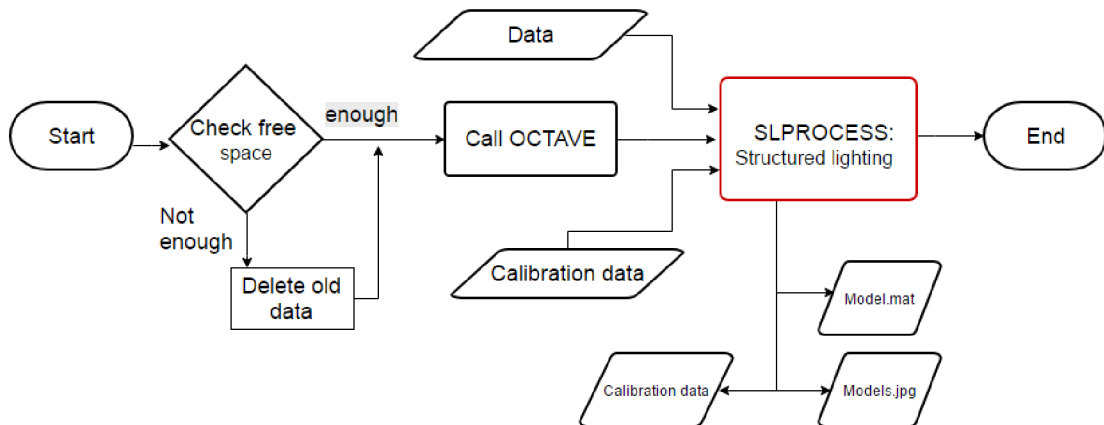 Data
Start
Check free
space
enough
Call OCTAVE
SLPROCESS:
Structured lighting
End
Not
enough
Delete old
data
Calibration data
Model.mat
Calibration data
Models.jpg